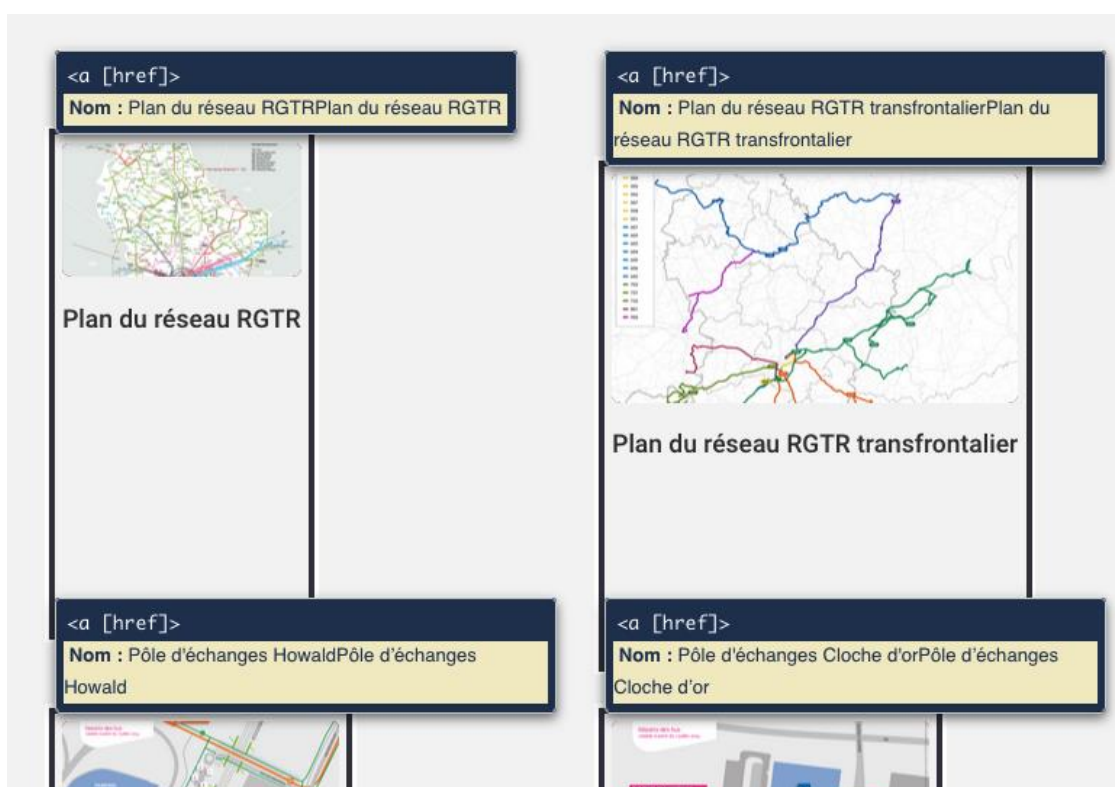 <a [href]>
Nom : Plan du réseau RGTRPlan du réseau RGTR
<a [href]>
Nom : Plan du réseau RGTR transfrontalierPlan du
réseau RGTR transfrontalier
Plan du réseau RGTR
Plan du réseau RGTR transfrontalier
<a [href]>
Nom : Pôle d'échanges HowaldPôle d’échanges
Howald
<a [href]>
Nom : Pôle d'échanges Cloche d'orPôle d’échanges
Cloche d’or